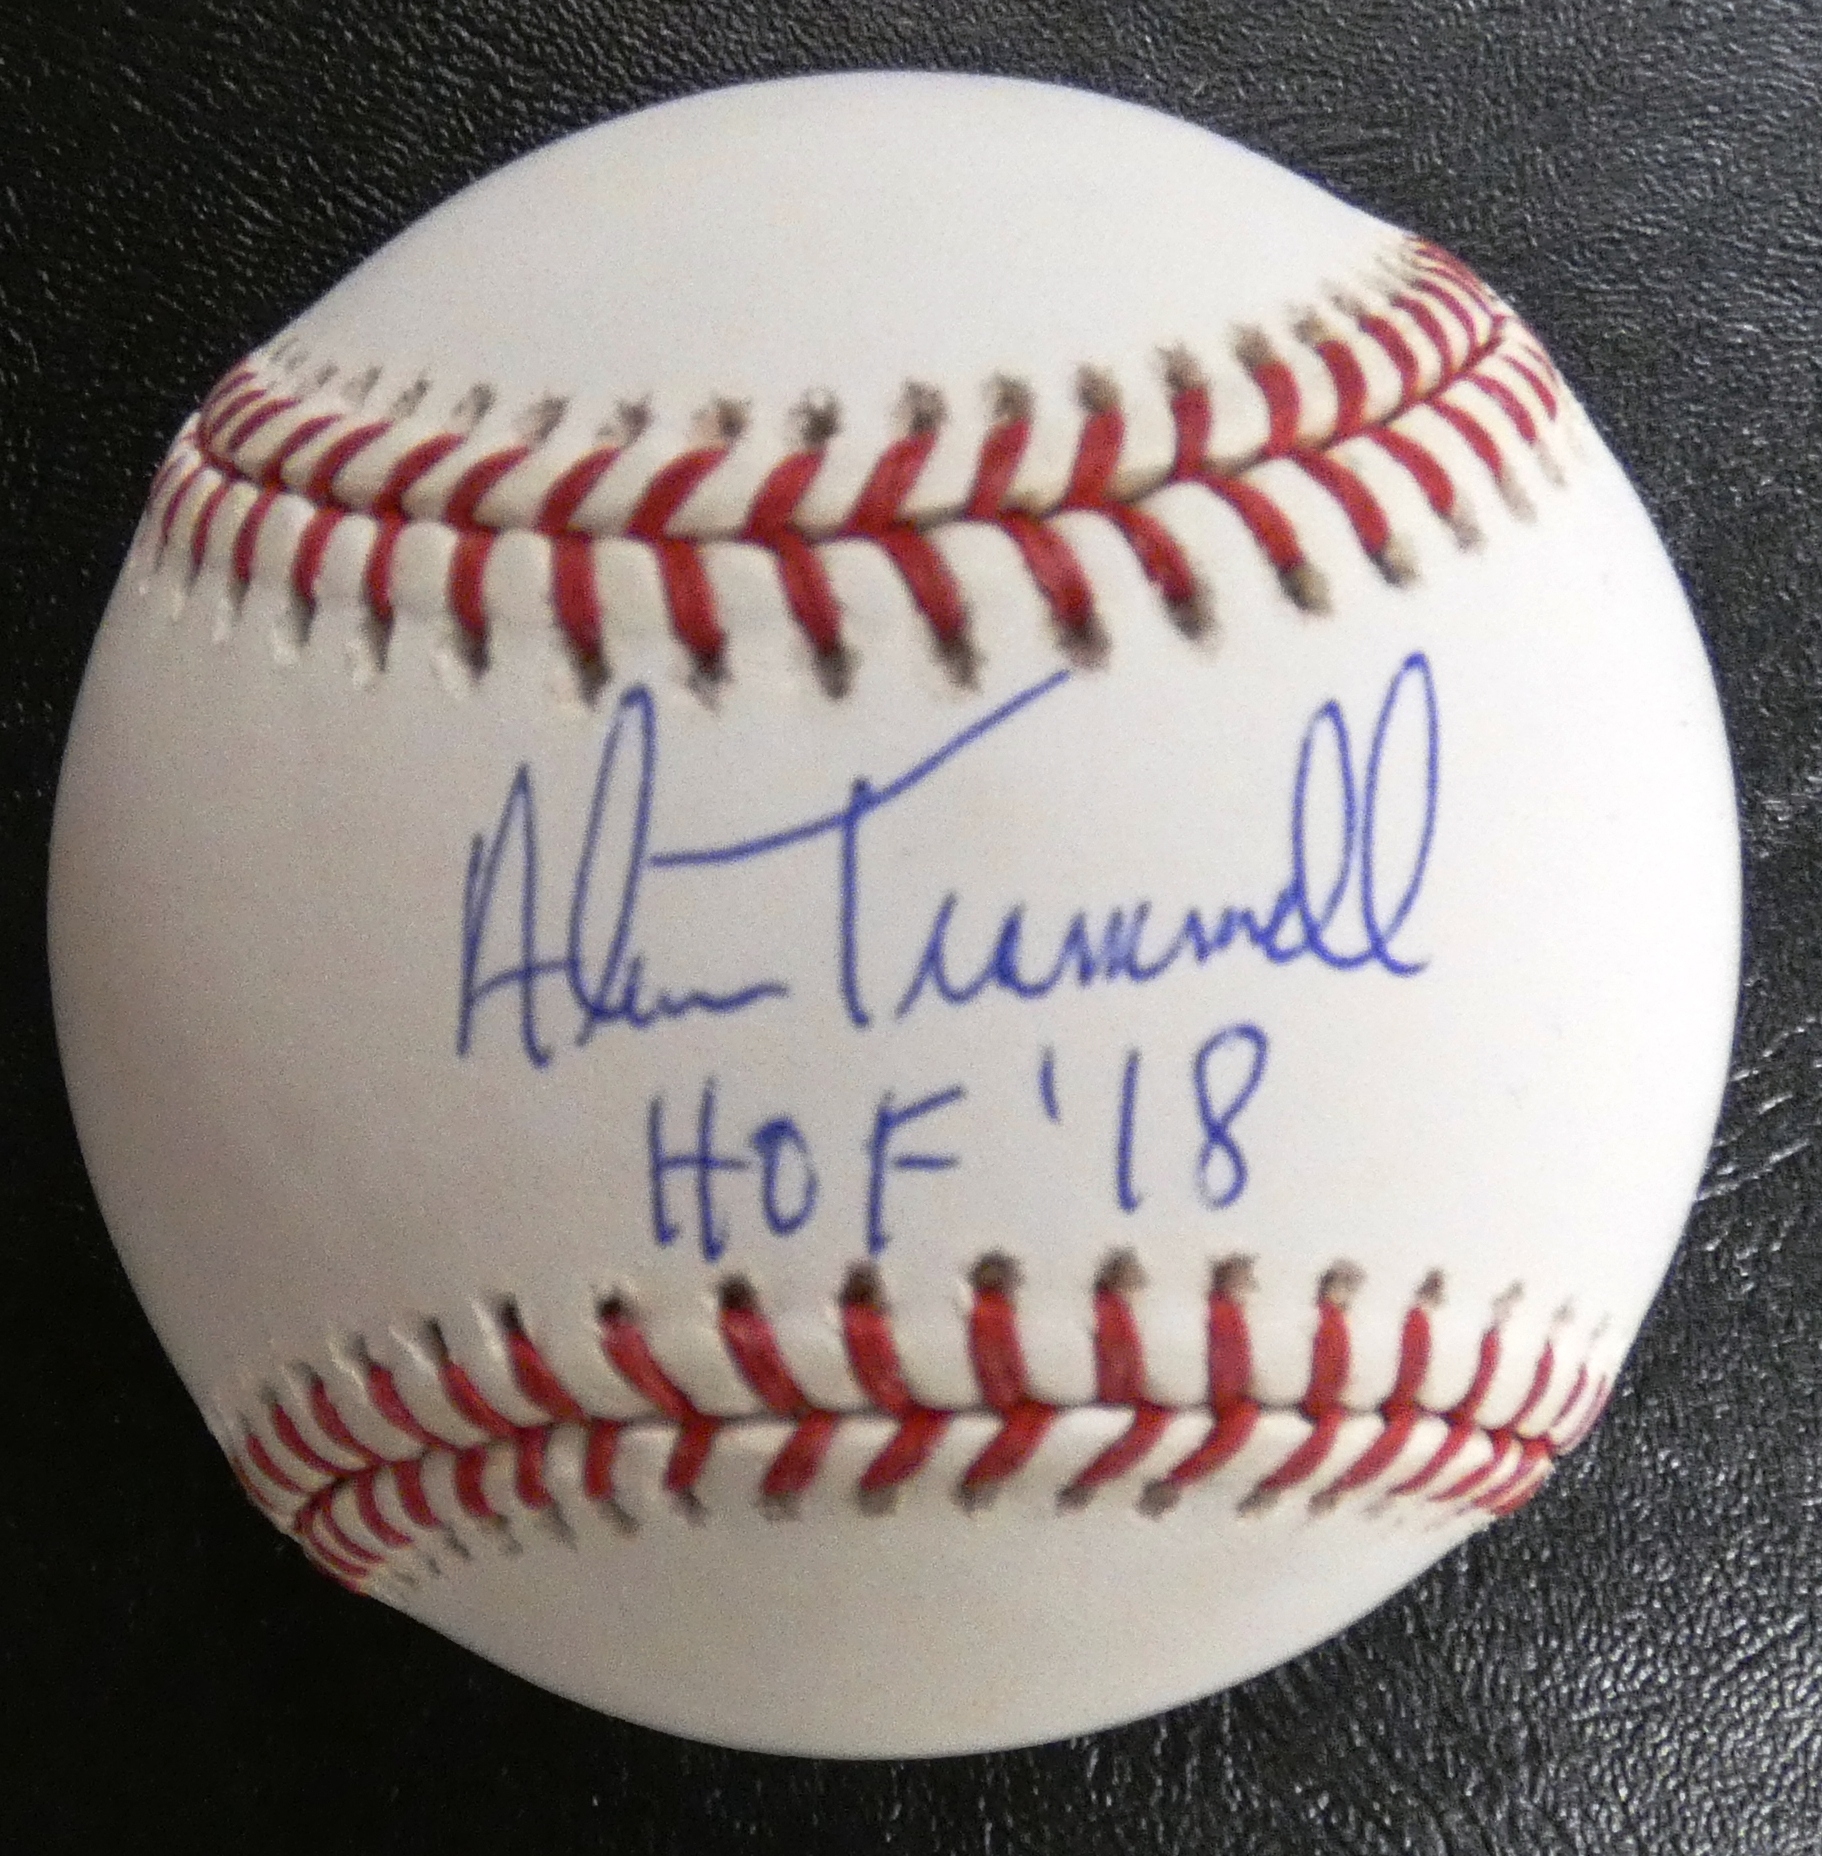 Alan Trammell
HOF '18